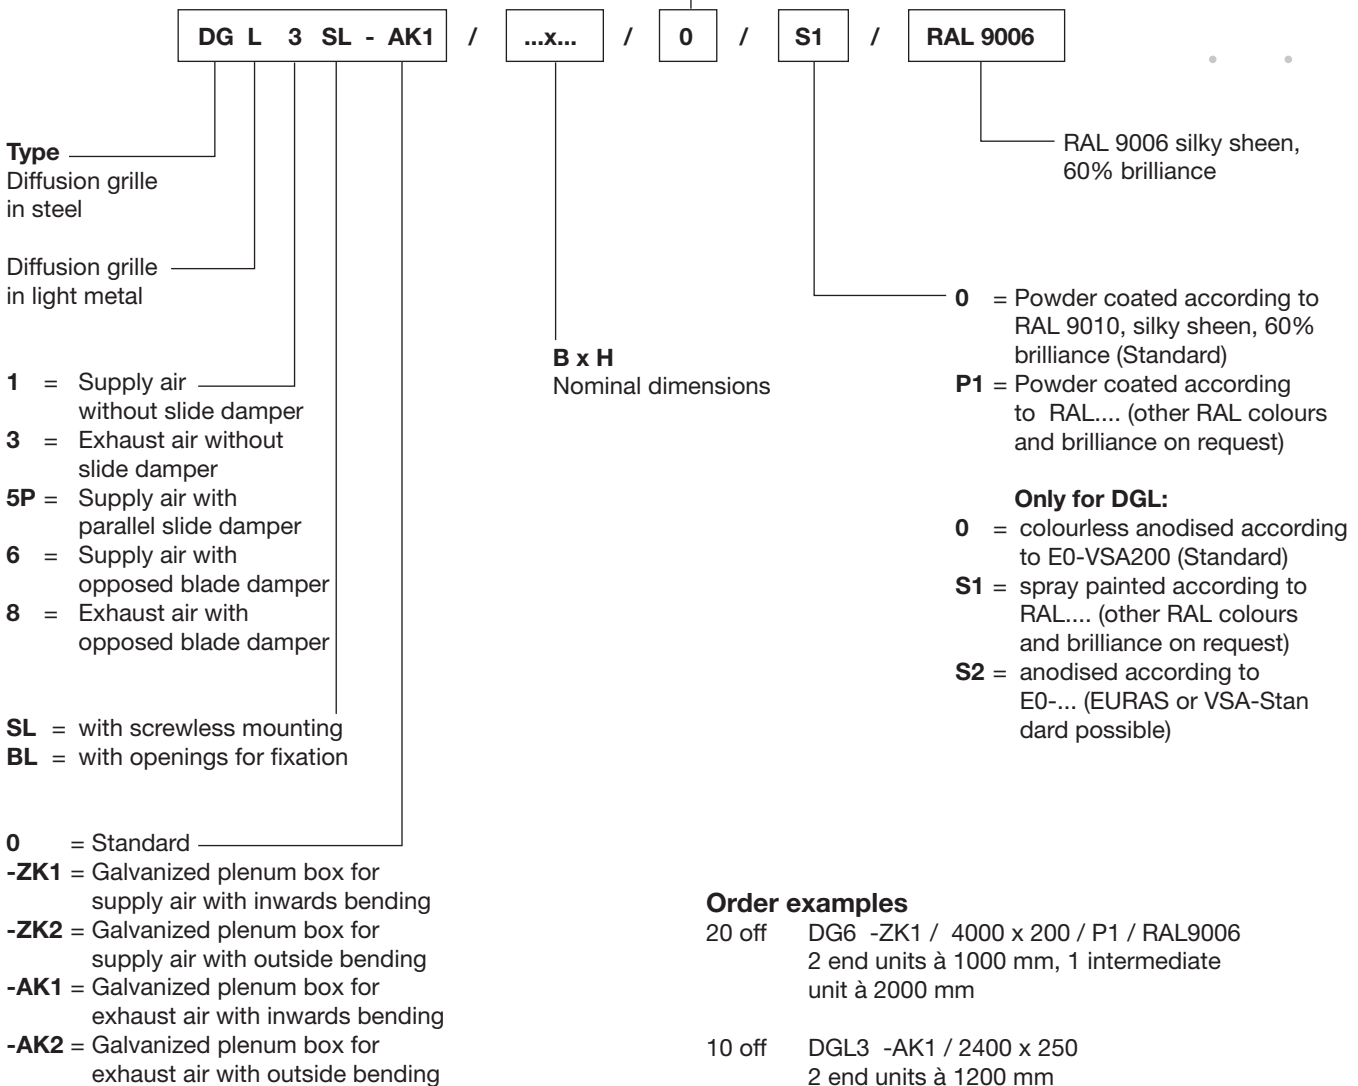 DG L 3 SL - AK1 / ...x... / 0 / S1 / RAL 9006
Type
Diffusion grille
in steel
Diffusion grille
in light metal
1 = Supply air
without slide damper
3 = Exhaust air without
slide damper
5P = Supply air with
parallel slide damper
6 = Supply air with
opposed blade damper
8 = Exhaust air with
opposed blade damper
SL = with screwless mounting
BL = with openings for fixation
0 = Standard
-ZK1 = Galvanized plenum box for
supply air with inwards bending
-ZK2 = Galvanized plenum box for
supply air with outside bending
-AK1 = Galvanized plenum box for
exhaust air with inwards bending
-AK2 = Galvanized plenum box for
exhaust air with outside bending
B x H
Nominal dimensions
RAL 9006 silky sheen,
60% brilliance
0 = Powder coated according to
RAL 9010, silky sheen, 60%
brilliance (Standard)
P1 = Powder coated according
to RAL.... (other RAL colours
and brilliance on request)
Only for DGL:
0 = colourless anodised according
to E0-VSA200 (Standard)
S1 = spray painted according to
RAL.... (other RAL colours
and brilliance on request)
S2 = anodised according to
E0-... (EURAS or VSA-Stan
dard possible)
Order examples
20 off DG6 -ZK1 / 4000 x 200 / P1 / RAL9006
2 end units à 1000 mm, 1 intermediate
unit à 2000 mm
10 off DGL3 -AK1 / 2400 x 250
2 end units à 1200 mm